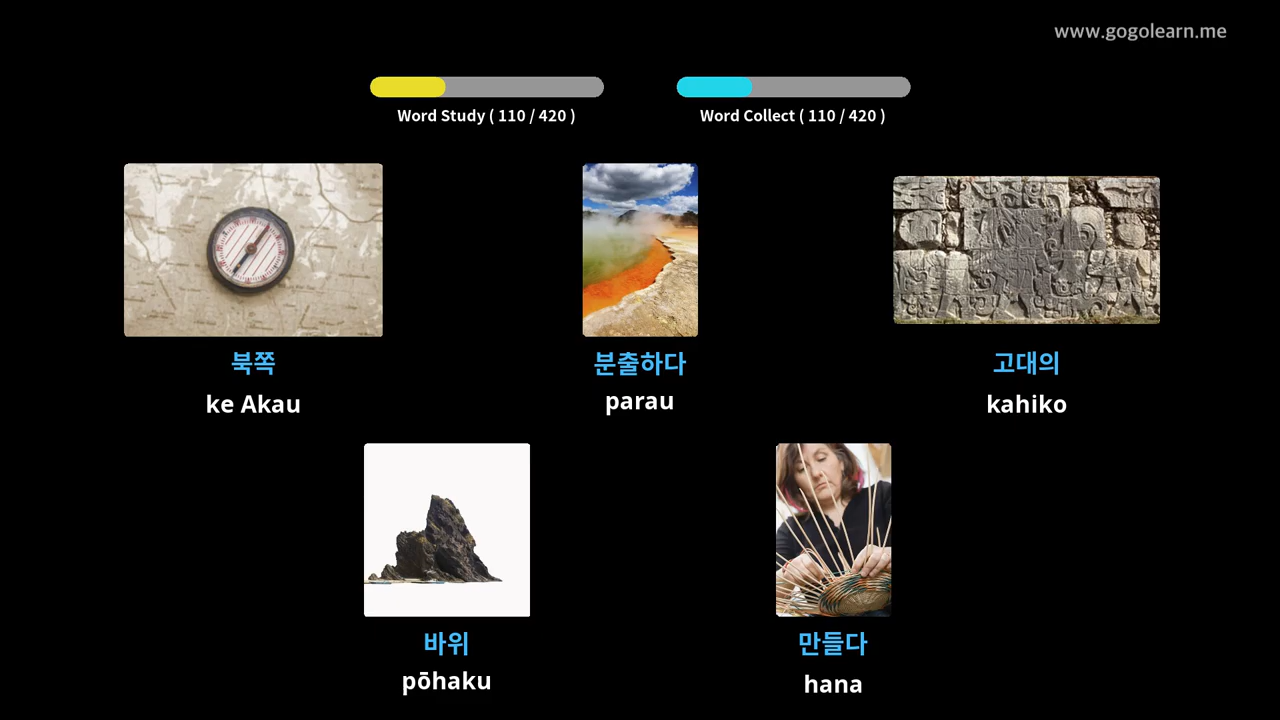 www.gogolearn.me
Word Study ( 110 / 420 )
Word Collect ( 110 / 420 )
북쪽
ke Akau
분출하다
parau
고대의
kahiko
바위
pōhaku
만들다
hana